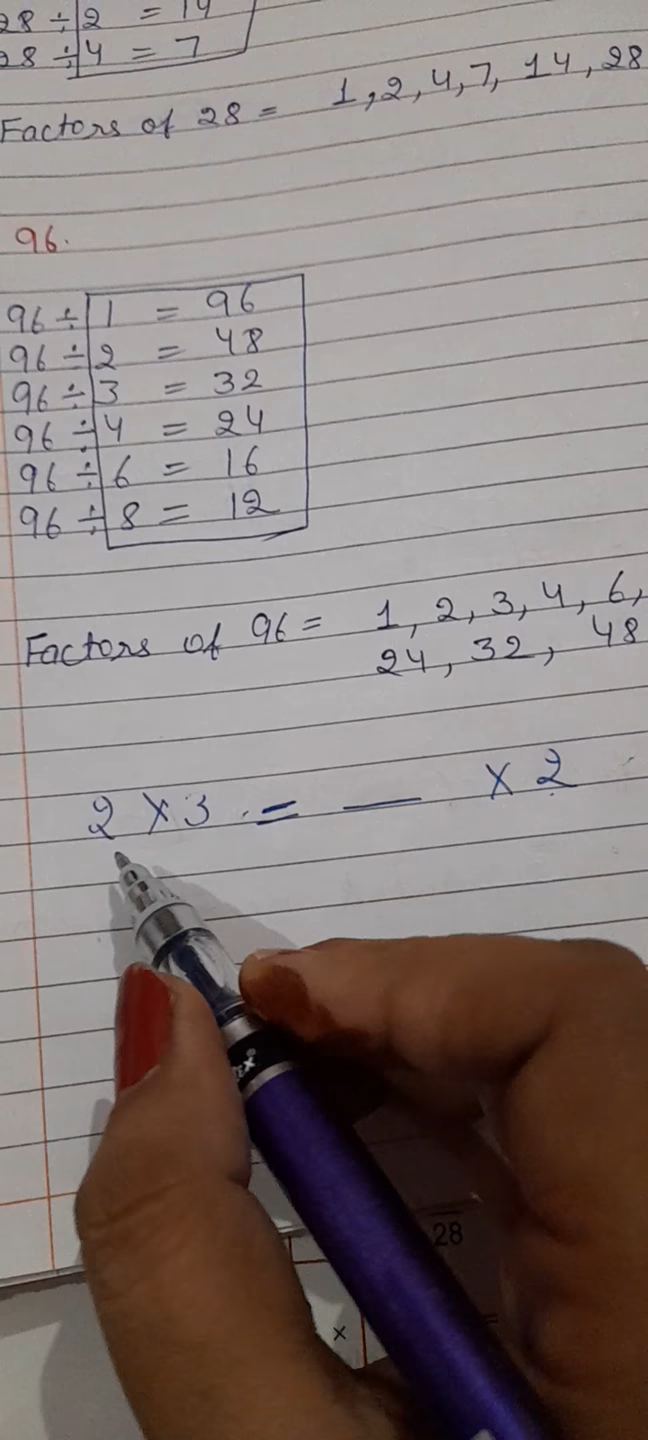 28 ÷ 2 = 14
28 ÷ 4 = 7
Factors of 28 = 1, 2, 4, 7, 14, 28
96.
96 ÷ 1 = 96
96 ÷ 2 = 48
96 ÷ 3 = 32
96 ÷ 4 = 24
96 ÷ 6 = 16
96 ÷ 8 = 12
Factors of 96 = 1, 2, 3, 4, 6,
24, 32, 48
2 × 3 = __ × 2
28
×